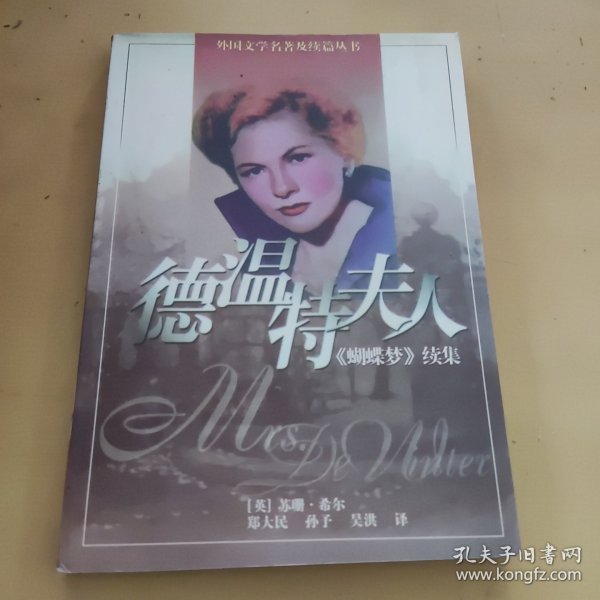 外国文学名著及续篇丛书
德温特夫人
《蝴蝶梦》续集
Mrs. De Winter
[英] 苏珊·希尔
郑大民 孙予 吴洪 译
孔夫子旧书网
www.kongfz.com